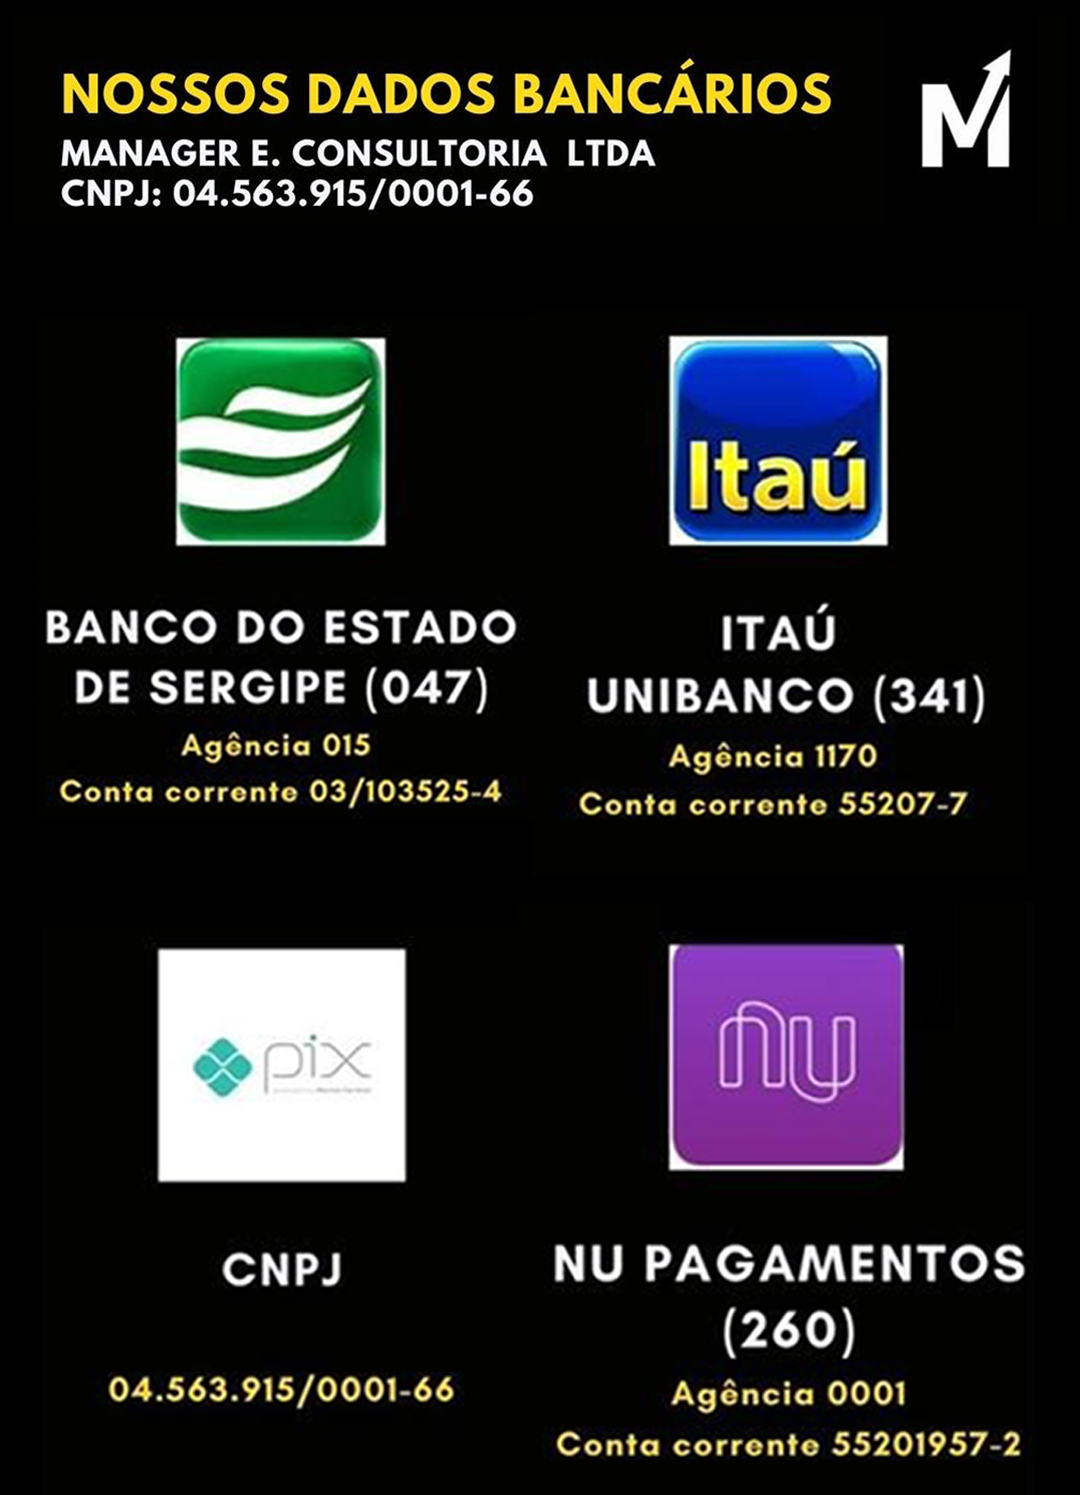 NOSSOS DADOS BANCÁRIOS
MANAGER E. CONSULTORIA LTDA
CNPJ: 04.563.915/0001-66
M
Itaú
BANCO DO ESTADO
DE SERGIPE (047)
Agência 015
Conta corrente 03/103525-4
ITAÚ
UNIBANCO (341)
Agência 1170
Conta corrente 55207-7
pix
CNPJ
04.563.915/0001-66
nu
NU PAGAMENTOS
(260)
Agência 0001
Conta corrente 55201957-2